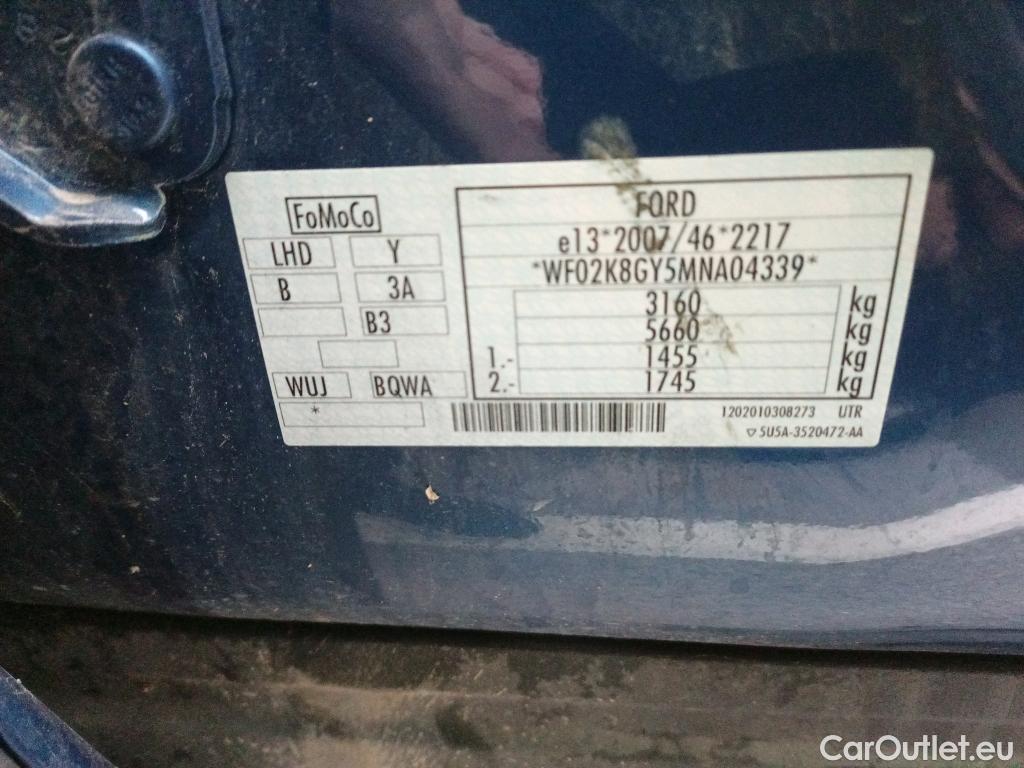 FoMoCo
LHD Y
B 3A
B3
WUJ BQWA
*
FORD
e13*2007/46*2217
*WF02K8GY5MNA04339*
3160 kg
5660 kg
1.- 1455 kg
2.- 1745 kg
1202010308273 UTR
▽ 5U5A-3520472-AA
CarOutlet.eu